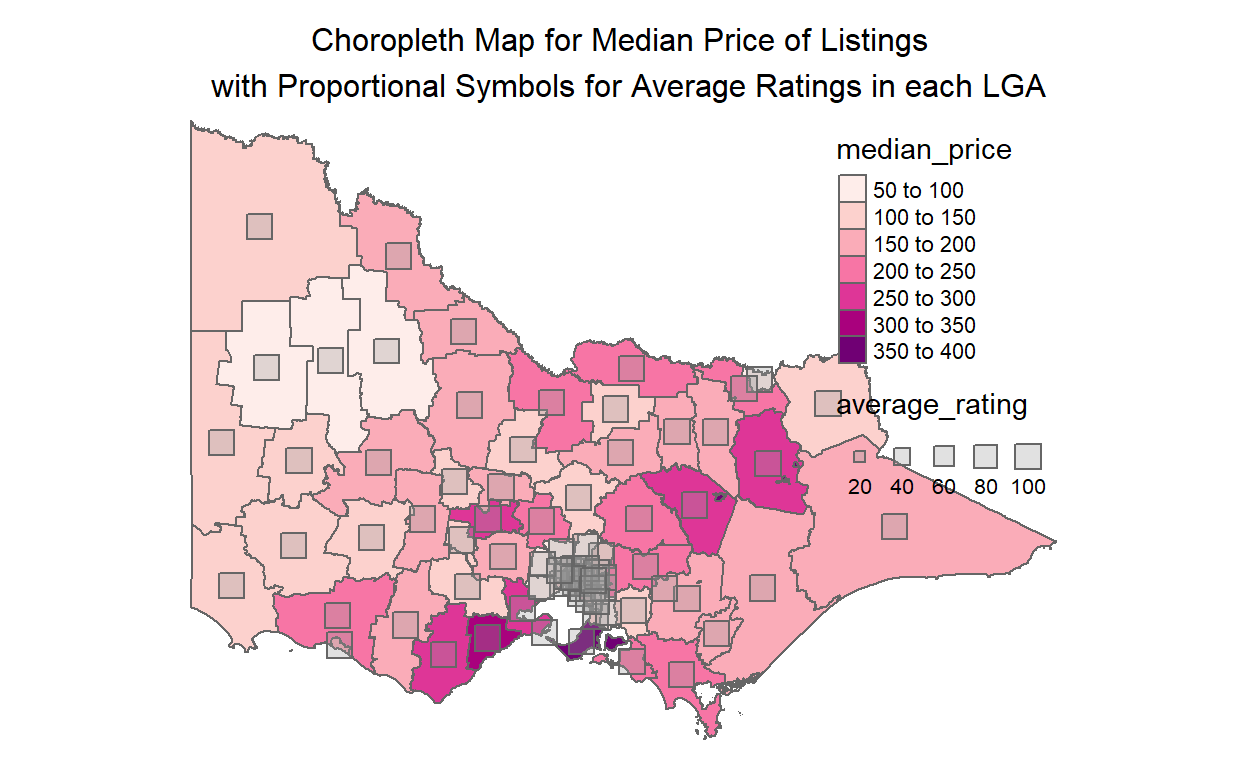 Choropleth Map for Median Price of Listings
with Proportional Symbols for Average Ratings in each LGA
median_price
50 to 100
100 to 150
150 to 200
200 to 250
250 to 300
300 to 350
350 to 400
average_rating
20 40 60 80 100